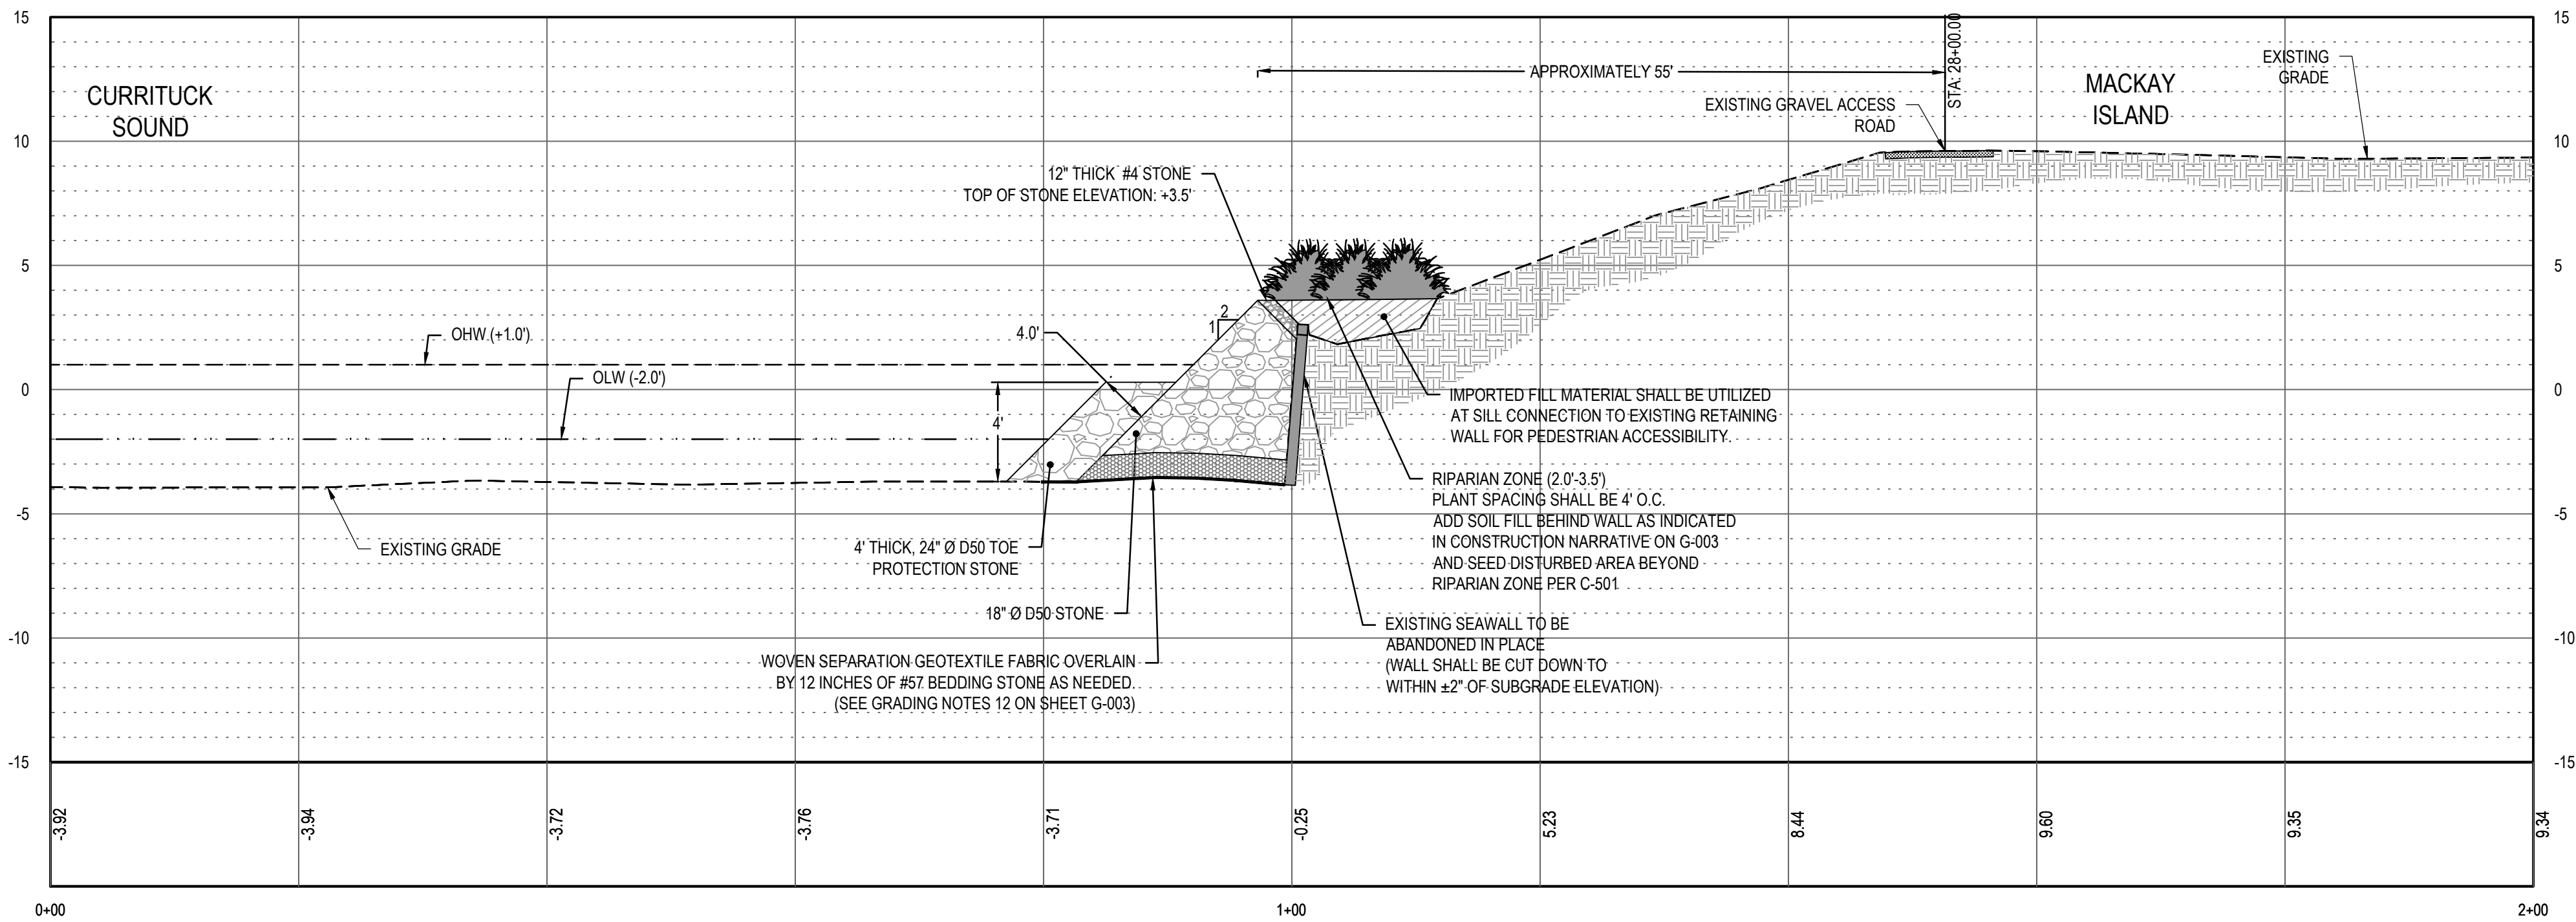 15
15
CURRITUCK
SOUND
APPROXIMATELY 55'
STA: 28+00.00
MACKAY
ISLAND
EXISTING
GRADE
EXISTING GRAVEL ACCESS
ROAD
10
10
12" THICK #4 STONE
TOP OF STONE ELEVATION: +3.5'
5
5
2
1
OHW (+1.0')
4.0'
OLW (-2.0')
0
0
4'
IMPORTED FILL MATERIAL SHALL BE UTILIZED
AT SILL CONNECTION TO EXISTING RETAINING
WALL FOR PEDESTRIAN ACCESSIBILITY.
RIPARIAN ZONE (2.0'-3.5')
PLANT SPACING SHALL BE 4' O.C.
ADD SOIL FILL BEHIND WALL AS INDICATED
IN CONSTRUCTION NARRATIVE ON G-003
AND SEED DISTURBED AREA BEYOND
RIPARIAN ZONE PER C-501
-5
-5
EXISTING GRADE
4' THICK, 24" Ø D50 TOE
PROTECTION STONE
18" Ø D50 STONE
EXISTING SEAWALL TO BE
ABANDONED IN PLACE
(WALL SHALL BE CUT DOWN TO
WITHIN ±2" OF SUBGRADE ELEVATION)
-10
-10
WOVEN SEPARATION GEOTEXTILE FABRIC OVERLAIN
BY 12 INCHES OF #57 BEDDING STONE AS NEEDED.
(SEE GRADING NOTES 12 ON SHEET G-003)
-15
-15
-3.92
-3.94
-3.72
-3.76
-3.71
-0.25
5.23
8.44
9.60
9.35
9.34
0+00
1+00
2+00